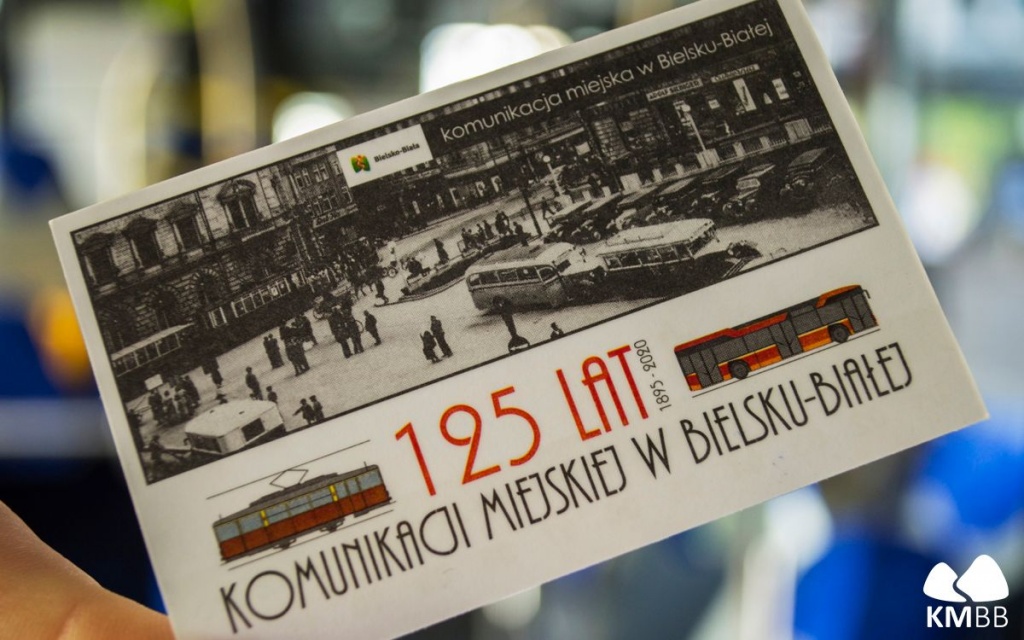 komunikacja miejska w Bielsku-Białej
Bielsko-Biała
125 LAT
1895 - 2020
KOMUNIKACJI MIEJSKIEJ W BIELSKU-BIAŁEJ
KMBB